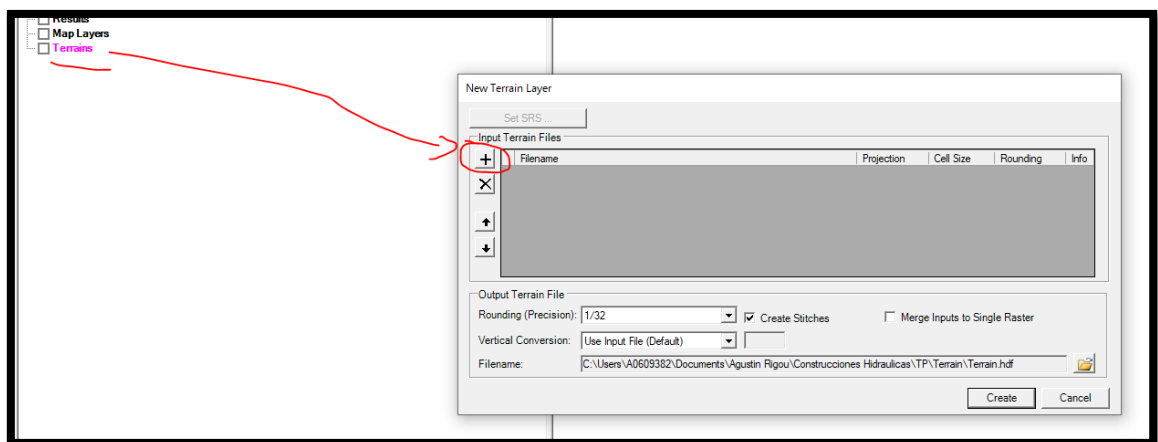 Results
Map Layers
Terrains
New Terrain Layer
Set SRS ...
Input Terrain Files
Filename Projection Cell Size Rounding Info
Output Terrain File
Rounding (Precision): 1/32 Create Stitches Merge Inputs to Single Raster
Vertical Conversion: Use Input File (Default)
Filename: C:\Users\A0609382\Documents\Agustin Rigou\Construcciones Hidraulicas\TP\Terrain\Terrain.hdf
Create Cancel